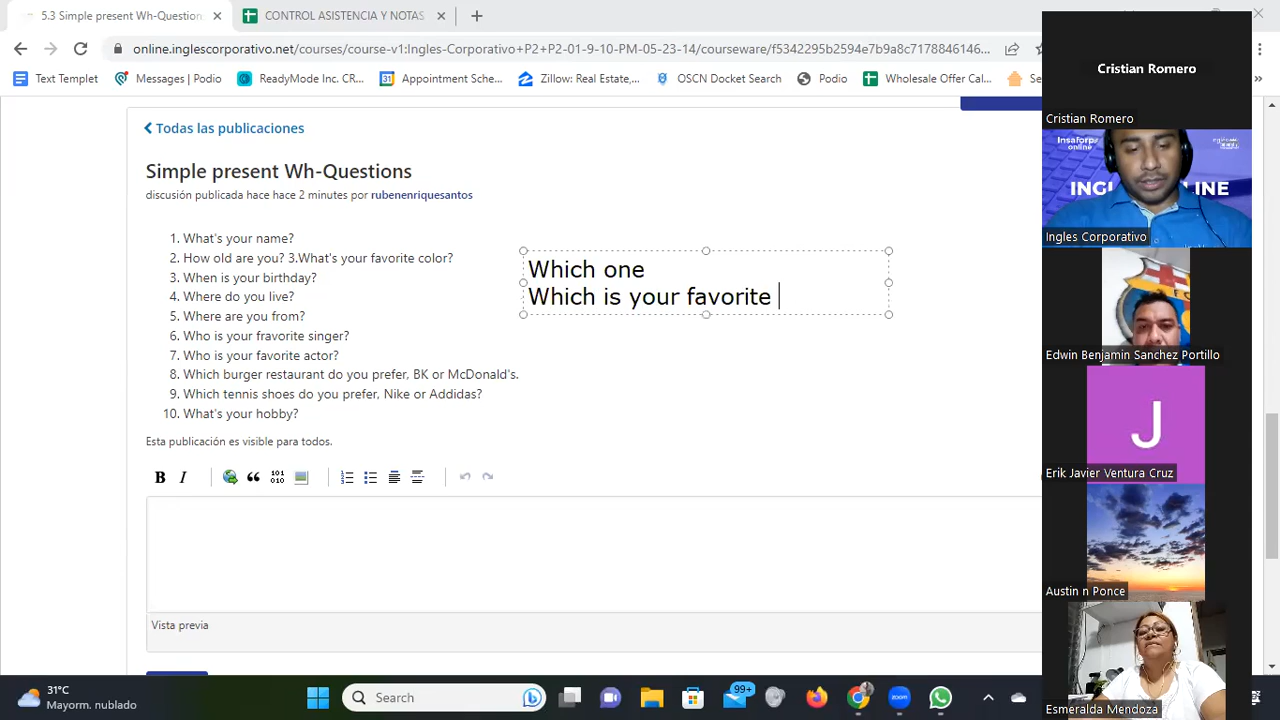 5.3 Simple present Wh-Question
CONTROL ASISTENCIA Y NOTAS
online.inglescorporativo.net/courses/course-v1:Ingles-Corporativo+P2+P2-01-9-10-PM-05-23-14/courseware/f5342295b2594e7b9a8c7178846146...
Text Templet
Messages | Podio
ReadyMode Inc. CR...
Appointment Sche...
Zillow: Real Estate,...
OSCN Docket Search
Podio
Wholesale Offer Cal...
Todas las publicaciones
Simple present Wh-Questions
discusión publicada hace hace 2 minutos por rubenenriquesantos
1. What's your name?
2. How old are you? 3.What's your favorite color?
3. When is your birthday?
4. Where do you live?
5. Where are you from?
6. Who is your fravorite singer?
7. Who is your favorite actor?
8. Which burger restaurant do you prefer, BK or McDonald's.
9. Which tennis shoes do you prefer, Nike or Addidas?
10. What's your hobby?
Which one
Which is your favorite
Esta publicación es visible para todos.
B I
101
010
Vista previa
31°C
Mayorm. nublado
Search
99+
zoom
Cristian Romero
Cristian Romero
Insaforp
online
INGL LINE
Ingles Corporativo
Edwin Benjamin Sanchez Portillo
J
Erik Javier Ventura Cruz
Austin n Ponce
Esmeralda Mendoza